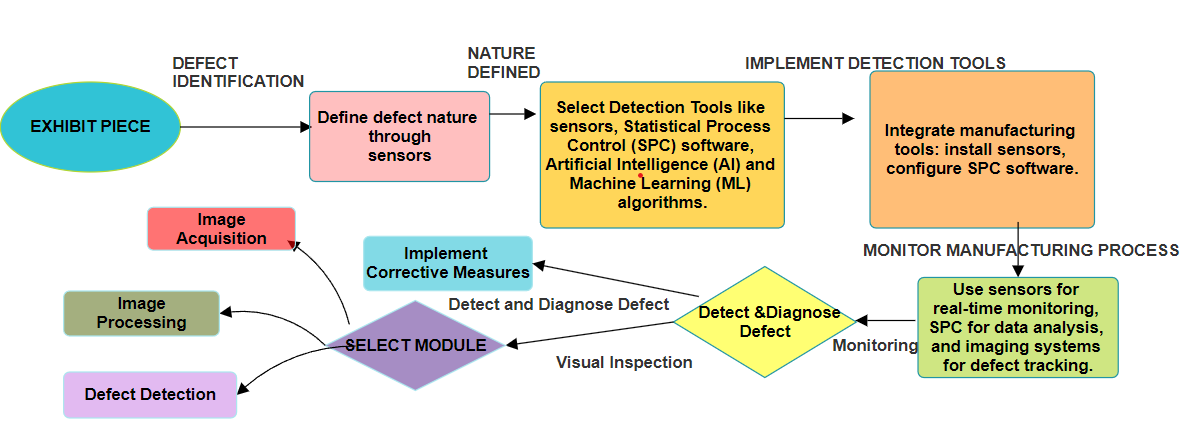 DEFECT
IDENTIFICATION
NATURE
DEFINED
IMPLEMENT DETECTION TOOLS
EXHIBIT PIECE
Define defect nature
through
sensors
Select Detection Tools like
sensors, Statistical Process
Control (SPC) software,
Artificial Intelligence (AI) and
Machine Learning (ML)
algorithms.
Integrate manufacturing
tools: install sensors,
configure SPC software.
MONITOR MANUFACTURING PROCESS
Use sensors for
real-time monitoring,
SPC for data analysis,
and imaging systems
for defect tracking.
Monitoring
Detect &Diagnose
Defect
Detect and Diagnose Defect
Implement
Corrective Measures
Visual Inspection
SELECT MODULE
Image
Acquisition
Image
Processing
Defect Detection